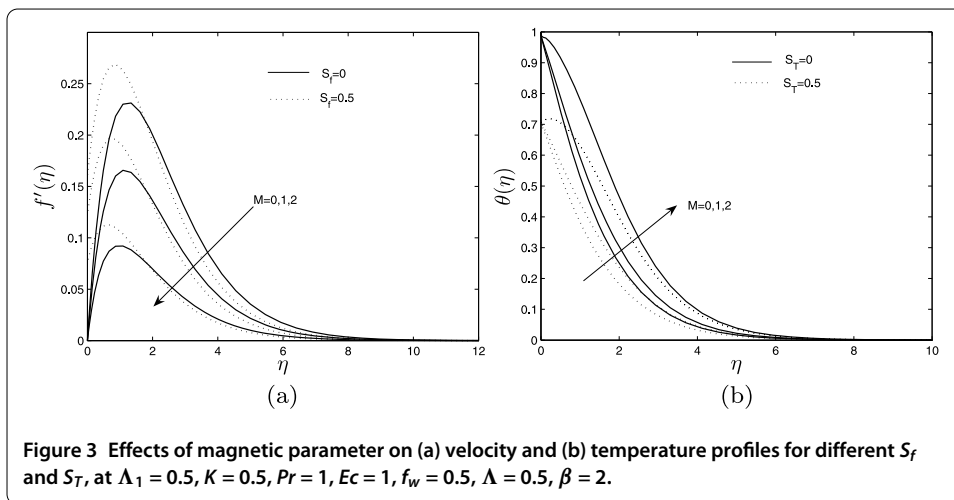 0.25
0.2
0.15
0.1
0.05
0
f′(η)
S_f=0
S_f=0.5
M=0,1,2
0 2 4 6 8 10 12
η
(a)
1
0.9
0.8
0.7
0.6
0.5
0.4
0.3
0.2
0.1
0
θ(η)
S_T=0
S_T=0.5
M=0,1,2
0 2 4 6 8 10
η
(b)
Figure 3 Effects of magnetic parameter on (a) velocity and (b) temperature profiles for different S_f
and S_T, at Λ₁ = 0.5, K = 0.5, Pr = 1, Ec = 1, f_w = 0.5, Λ = 0.5, β = 2.